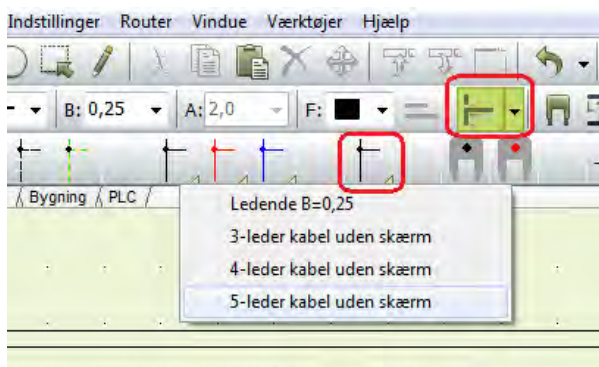 Indstillinger Router Vindue Værktøjer Hjælp
B: 0,25 A: 2,0 F:
Bygning PLC
Ledende B=0,25
3-leder kabel uden skærm
4-leder kabel uden skærm
5-leder kabel uden skærm